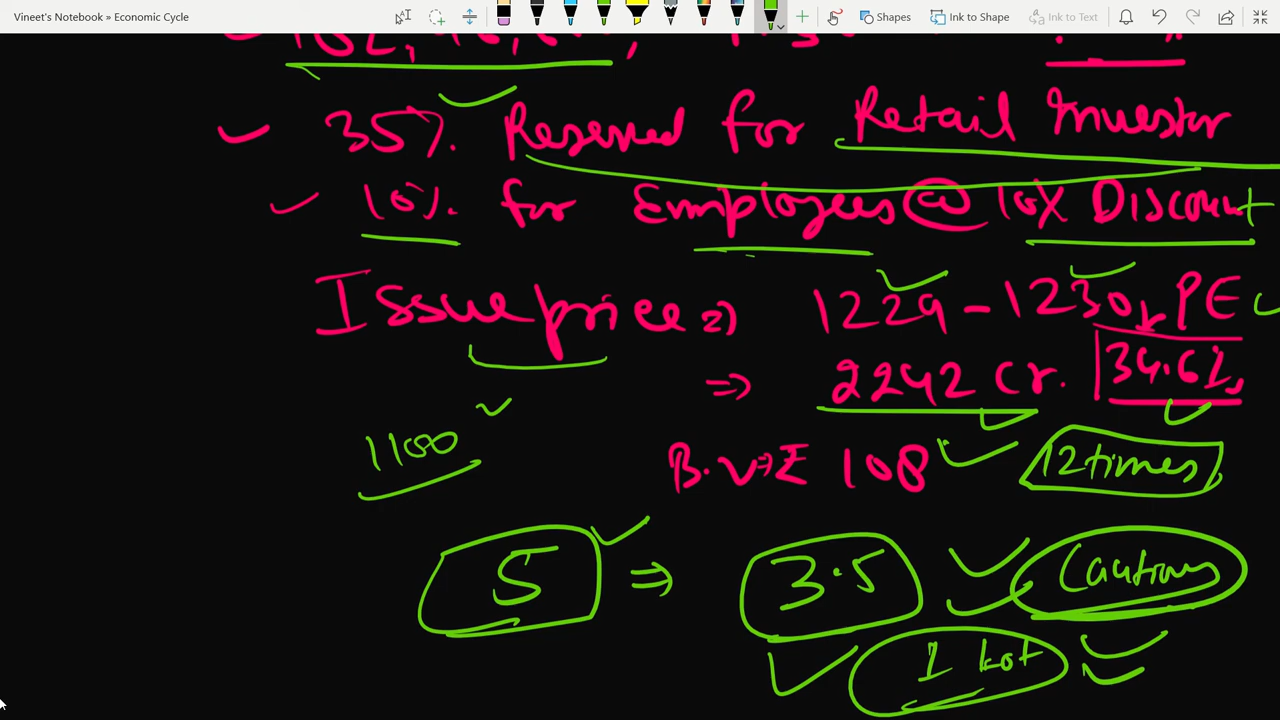 Vineet's Notebook » Economic Cycle
Shapes Ink to Shape Ink to Text
35%. Reserved for Retail Investor
10%. for Employees @ 10% Discount
Issue price => 1229 - 1230, PE
=> 2242 Cr. 34.62,
1100
B.V => ₹ 108 12 times
5 => 3.5 Cautious
1 Lot